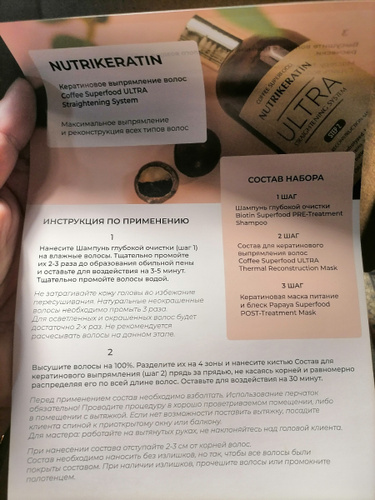 NUTRIKERATIN
Кератиновое выпрямление волос
Coffee Superfood ULTRA
Straightening System
Максимальное выпрямление
и реконструкция всех типов волос
COFFEE SUPERFOOD
NUTRIKERATIN
ULTRA
STRAIGHTENING SYSTEM
STEP 2
СОСТАВ НАБОРА
1 ШАГ
Шампунь глубокой очистки
Biotin Superfood PRE-Treatment
Shampoo
2 ШАГ
Состав для кератинового
выпрямления волос
Coffee Superfood ULTRA
Thermal Reconstruction Mask
3 ШАГ
Кератиновая маска питание
и блеск Papaya Superfood
POST-Treatment Mask
ИНСТРУКЦИЯ ПО ПРИМЕНЕНИЮ
1
Нанесите Шампунь глубокой очистки (шаг 1)
на влажные волосы. Тщательно промойте
их 2-3 раза до образования обильной пены
и оставьте для воздействия на 3-5 минут.
Тщательно промойте волосы водой.
Не затрагивайте кожу головы во избежание
пересушивания. Натуральные неокрашенные
волосы необходимо промыть 3 раза.
Для осветленных и окрашенных волос будет
достаточно 2-х раз. Не рекомендуется
расчесывать волосы на данном этапе.
2
Высушите волосы на 100%. Разделите их на 4 зоны и нанесите кистью Состав для
кератинового выпрямления (шаг 2) прядь за прядью, не касаясь корней и равномерно
распределяя его по всей длине волос. Оставьте для воздействия на 30 минут.
Перед применением состав необходимо взболтать. Использование перчаток
обязательно! Проводите процедуру в хорошо проветриваемом помещении, либо
в помещении с вытяжкой. Если нет возможности поставить вытяжку, посадите
клиента спиной к приоткрытому окну или балкону.
Для мастера: работайте на вытянутых руках, не наклоняйтесь над головой клиента.
При нанесении состава отступайте 2-3 см от корней волос.
Состав необходимо наносить без излишков, но так, чтобы все волосы были
покрыты составом. При наличии излишков, прочешите волосы или промокните
полотенцем.